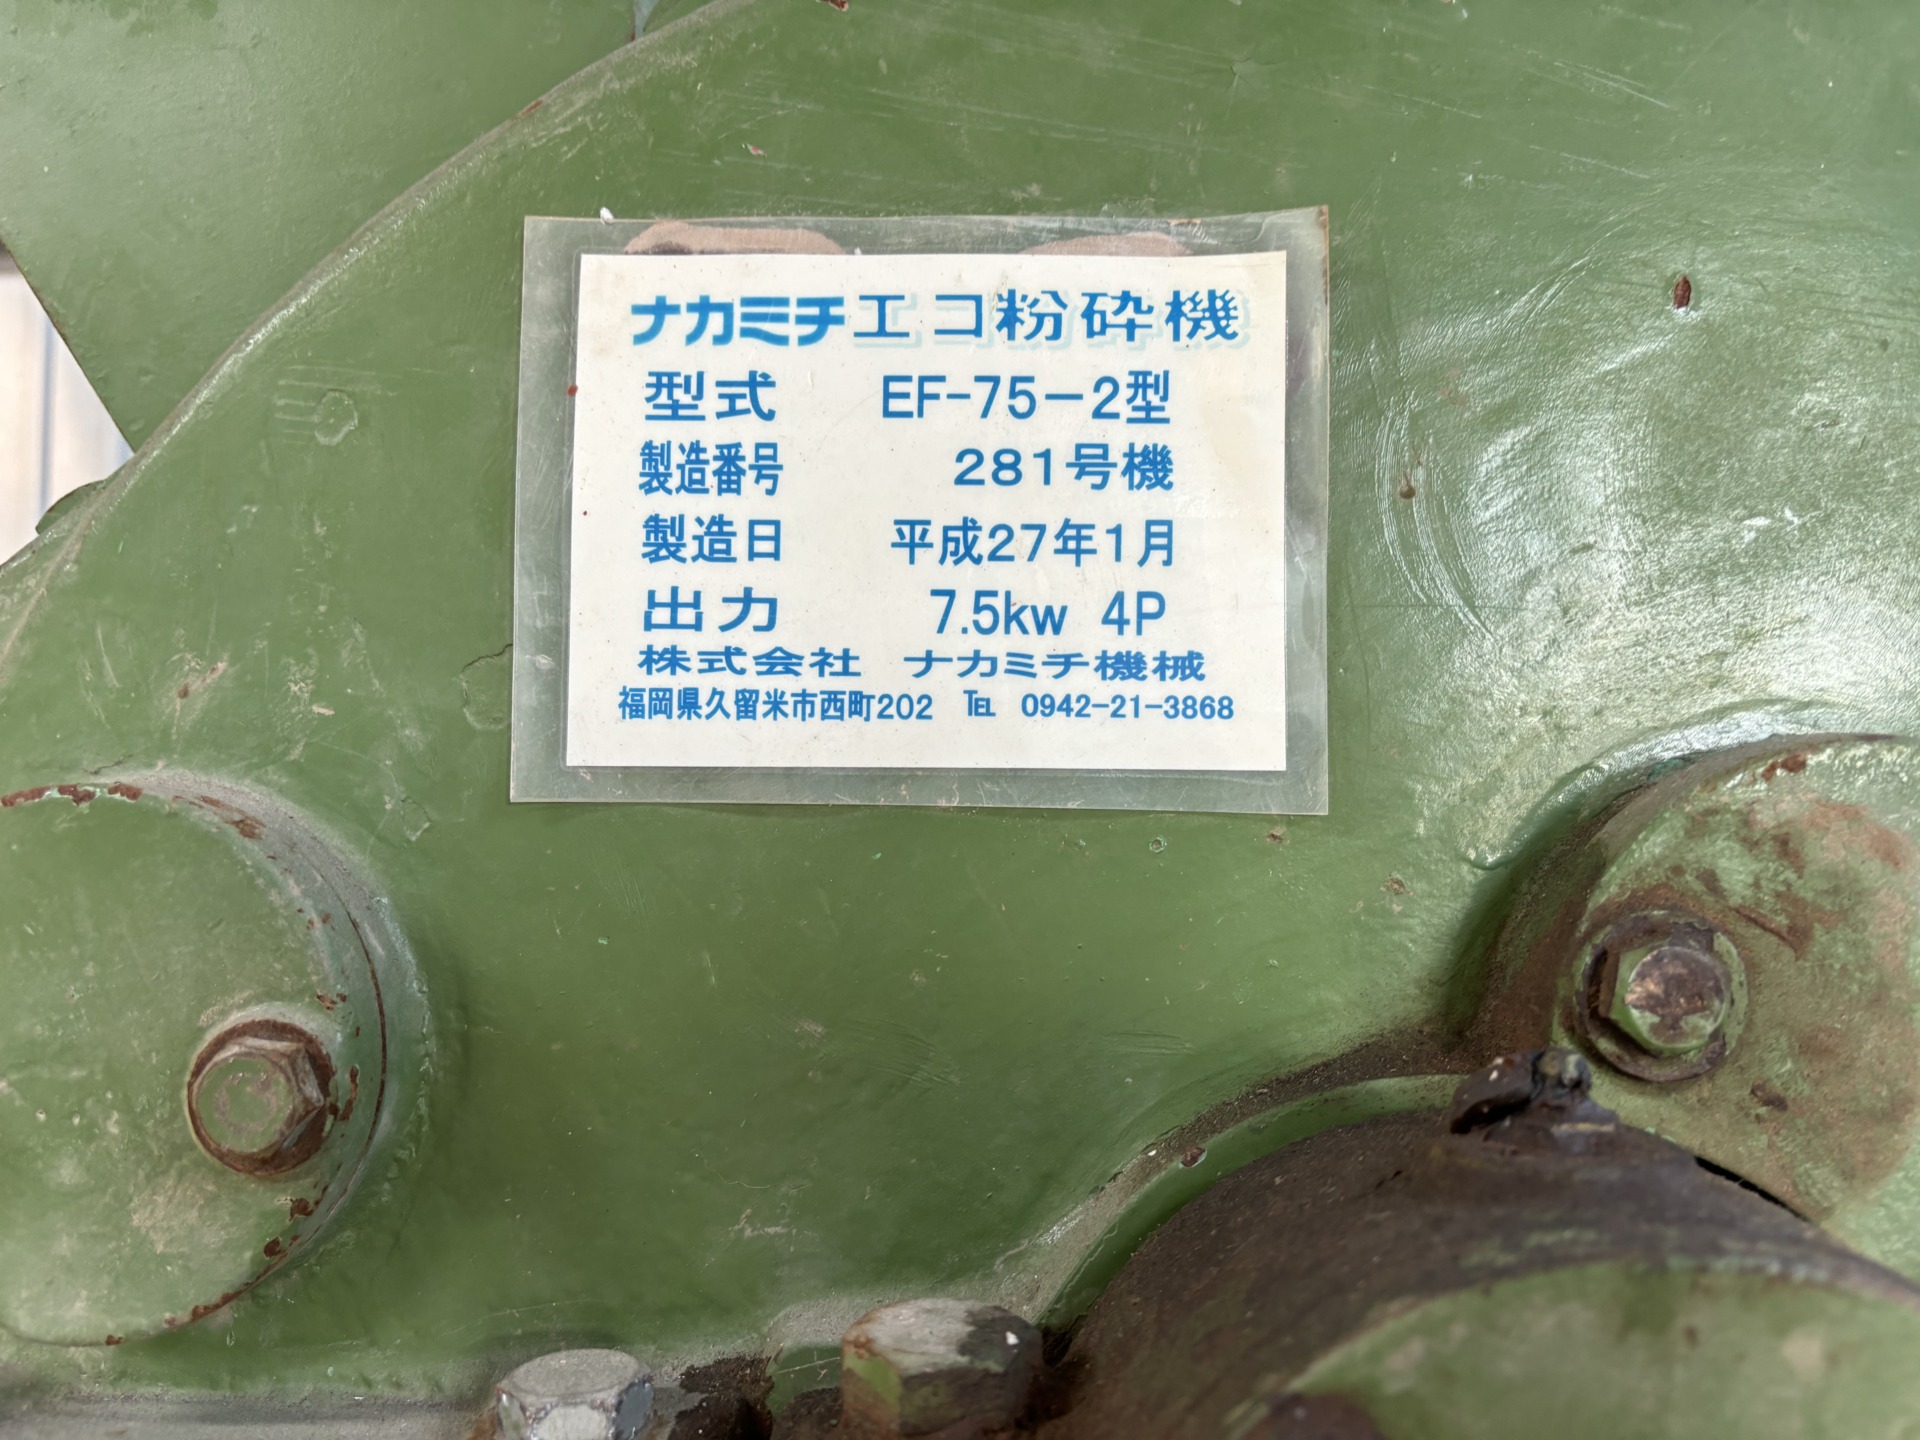 ナカミチエコ粉砕機
型式 EF-75-2型
製造番号 281号機
製造日 平成27年1月
出力 7.5kw 4P
株式会社 ナカミチ機械
福岡県久留米市西町202 TEL 0942-21-3868